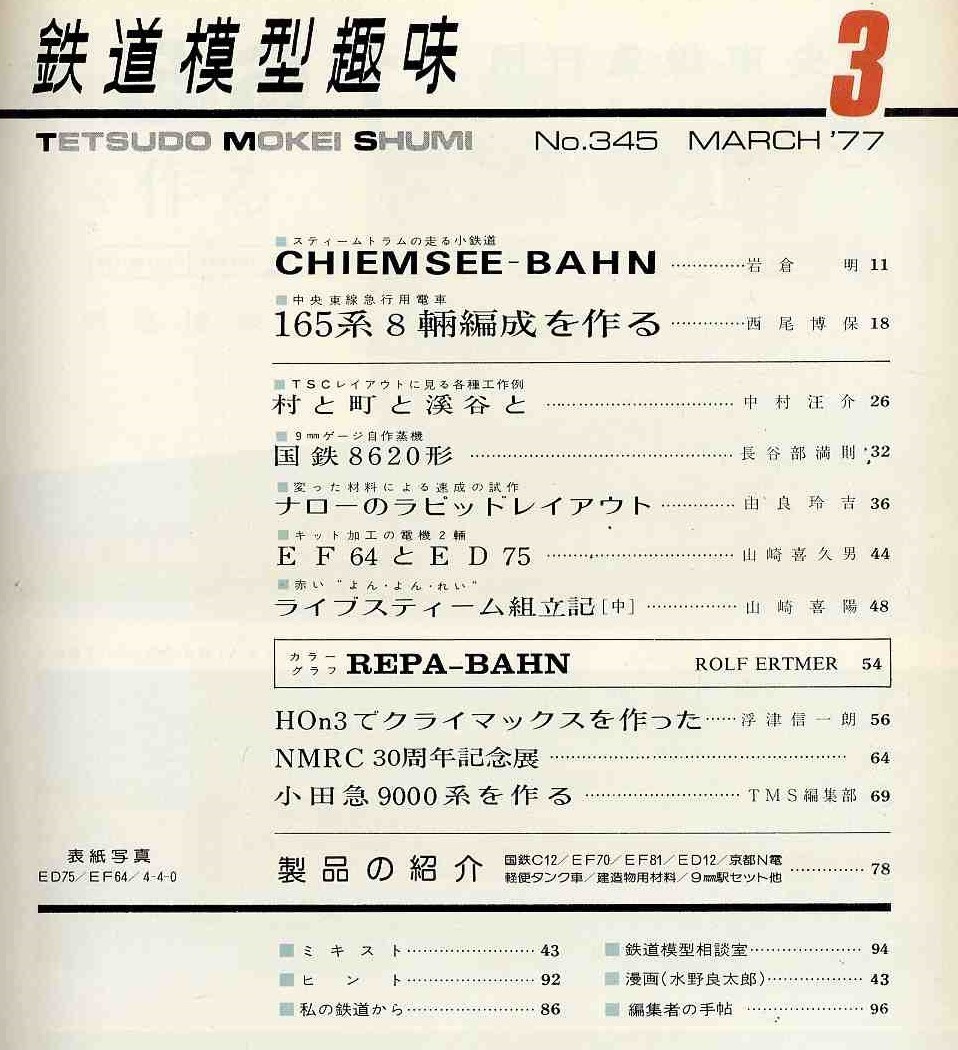 鉄道模型趣味 3
TETSUDO MOKEI SHUMI No.345 MARCH '77
スティームトラムの走る小鉄道
CHIEMSEE-BAHN 岩倉 明 11
中央東線急行用電車
165系8輛編成を作る 西尾博保 18
TSCレイアウトに見る各種工作例
村と町と溪谷と 中村汪介 26
9mmゲージ自作蒸機
国鉄8620形 長谷部満則 32
変った材料による速成の試作
ナローのラピッドレイアウト 由良玲吉 36
キット加工の電機2輛
EF64とED75 山崎喜久男 44
赤い“よん・よん・れい”
ライブスティーム組立記[中] 山崎喜陽 48
カラーグラフ REPA-BAHN ROLF ERTMER 54
HOn3でクライマックスを作った 浮津信一朗 56
NMRC 30周年記念展 64
小田急9000系を作る TMS編集部 69
表紙写真
ED75/EF64/4-4-0
製品の紹介 78
国鉄C12/EF70/EF81/ED12/京都N電
軽便タンク車/建造物用材料/9mm駅セット他
ミキスト 43
ヒント 92
私の鉄道から 86
鉄道模型相談室 94
漫画(水野良太郎) 43
編集者の手帖 96